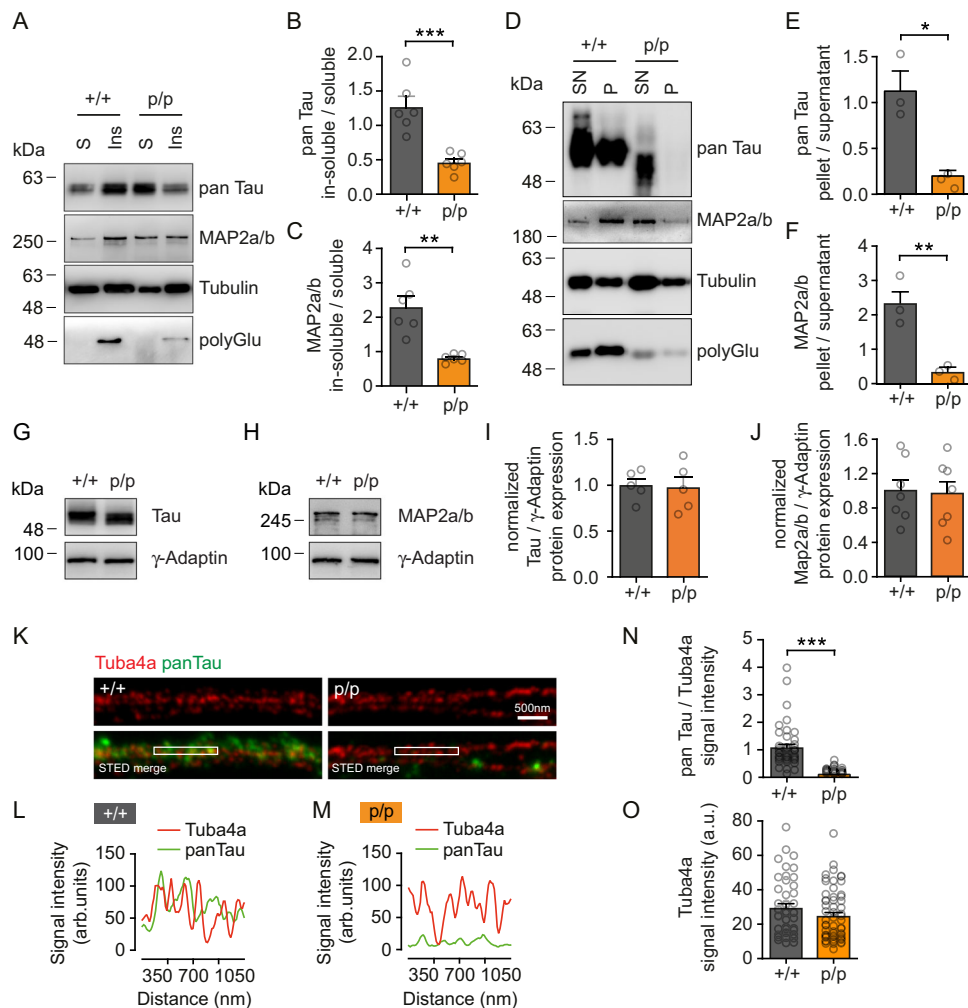 A
+/+
p/p
S
Ins
S
Ins
kDa
63
pan Tau
250
MAP2a/b
63
Tubulin
48
48
polyGlu
B
***
pan Tau
in-soluble / soluble
2.0
1.5
1.0
0.5
0.0
+/+
p/p
C
**
MAP2a/b
in-soluble / soluble
4
3
2
1
0
+/+
p/p
D
+/+
p/p
kDa
SN
P
SN
P
63
pan Tau
48
MAP2a/b
180
63
Tubulin
48
63
polyGlu
48
E
*
pan Tau
pellet / supernatant
1.5
1.0
0.5
0.0
+/+
p/p
F
**
MAP2a/b
pellet / supernatant
4
3
2
1
0
+/+
p/p
G
+/+
p/p
kDa
Tau
48
100
γ-Adaptin
H
+/+
p/p
kDa
245
MAP2a/b
100
γ-Adaptin
I
normalized
Tau / γ-Adaptin
protein expression
1.5
1.0
0.5
0.0
+/+
p/p
J
normalized
Map2a/b / γ-Adaptin
protein expression
1.6
1.2
0.8
0.4
0.0
+/+
p/p
K
Tuba4a panTau
+/+
p/p
500nm
STED merge
STED merge
L
+/+
Tuba4a
panTau
Signal intensity
(arb.units)
150
100
50
0
350 700 1050
Distance (nm)
M
p/p
Tuba4a
panTau
Signal intensity
(arb.units)
150
100
50
0
350 700 1050
Distance (nm)
N
***
pan Tau / Tuba4a
signal intensity
5
4
3
2
1
0
+/+
p/p
O
Tuba4a
signal intensity (a.u.)
100
80
60
40
20
0
+/+
p/p